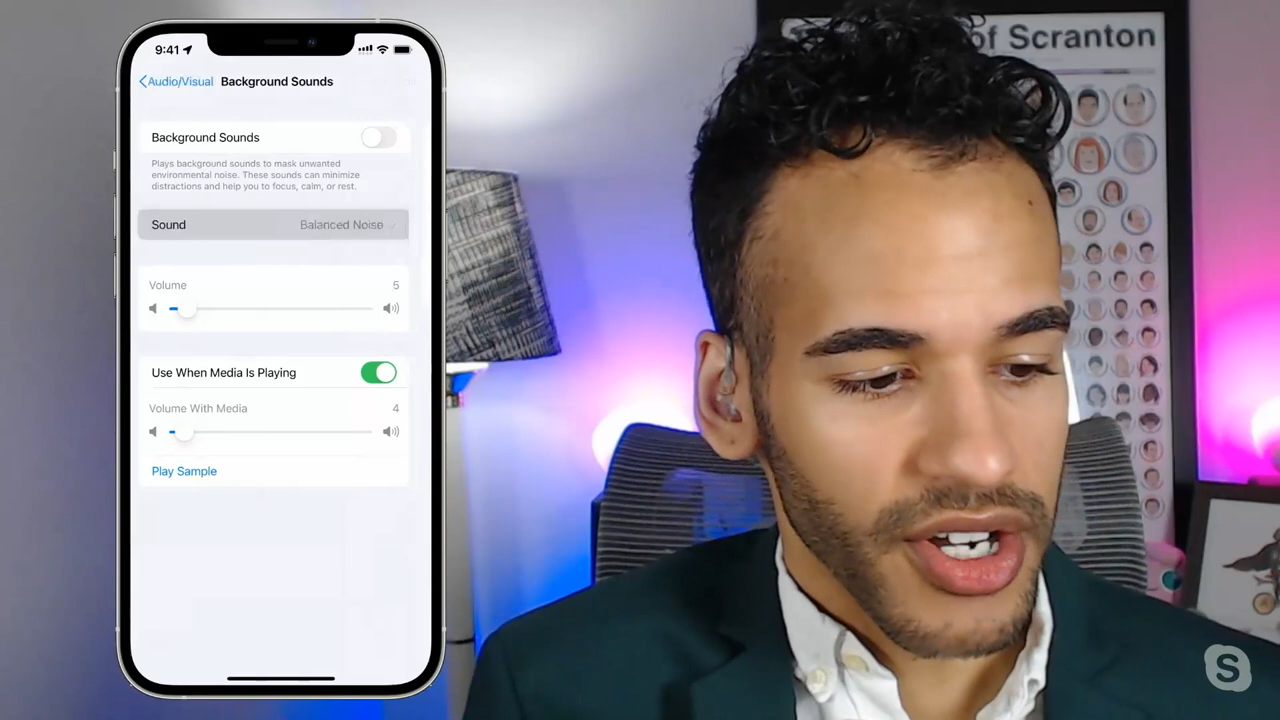 9:41
Audio/Visual Background Sounds
Background Sounds
Plays background sounds to mask unwanted
environmental noise. These sounds can minimize
distractions and help you to focus, calm, or rest.
Sound Balanced Noise
Volume 5
Use When Media Is Playing
Volume With Media 4
Play Sample
of Scranton
S